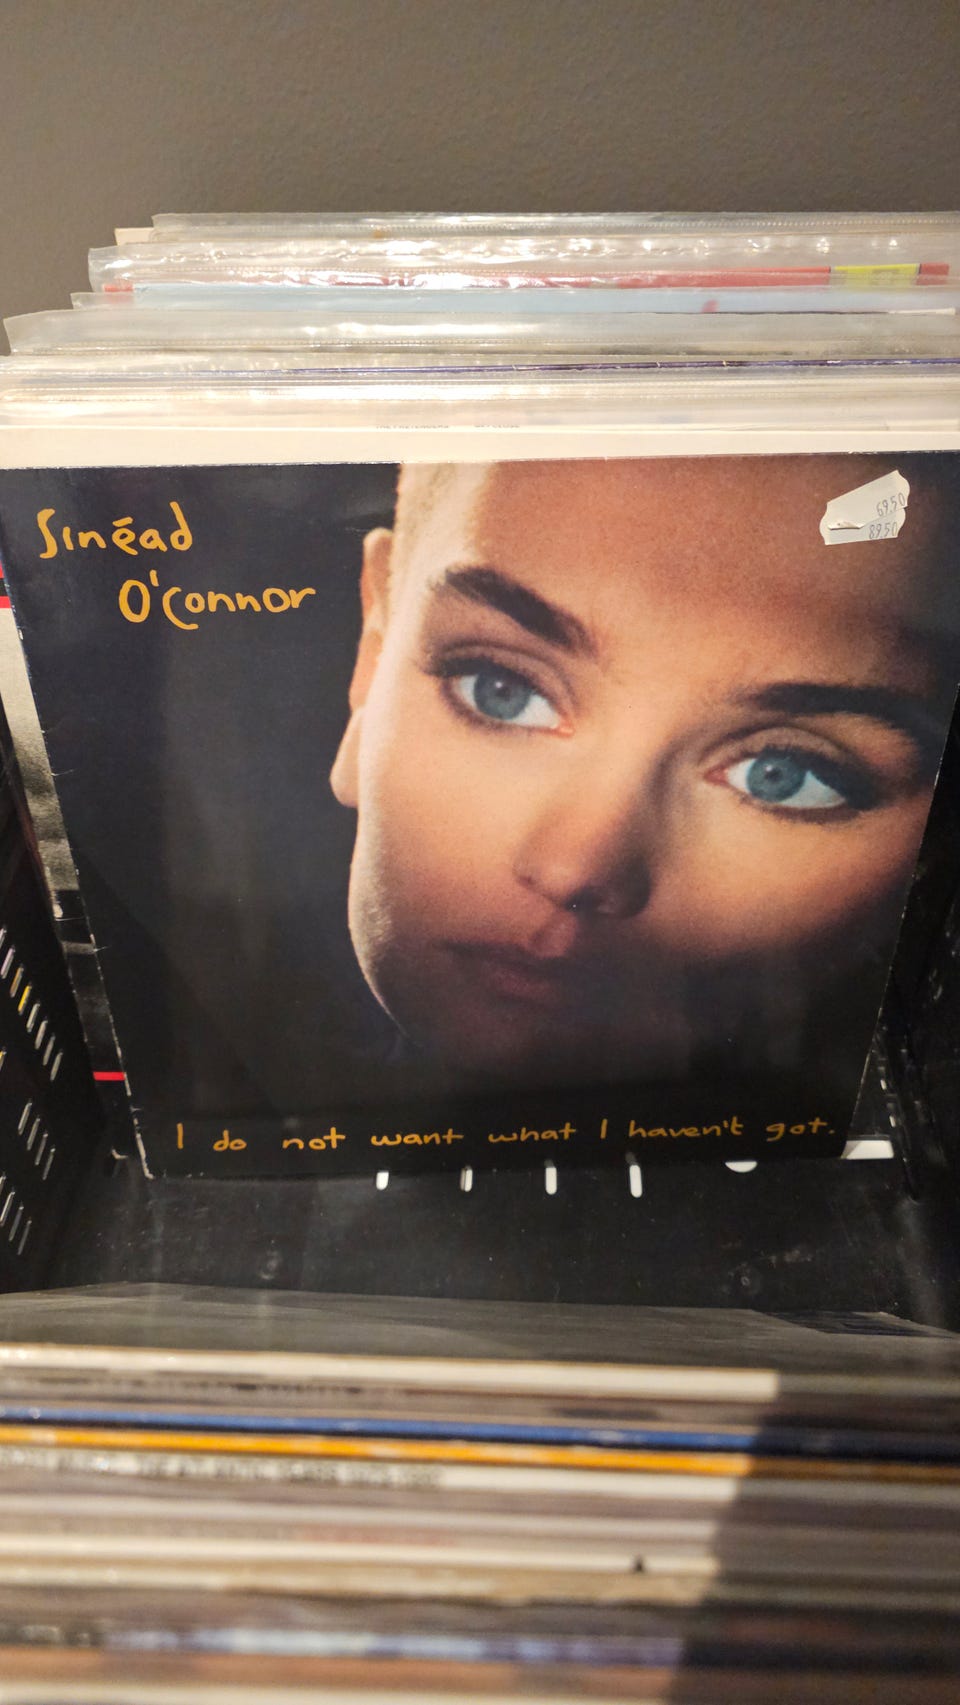 Sinéad
O'Connor
69.50
89.50
I do not want what I haven't got.